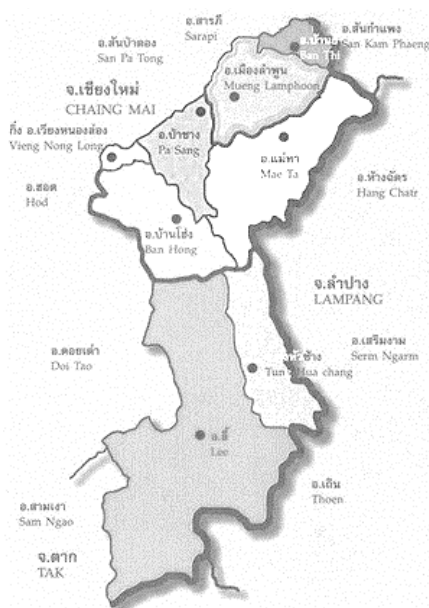 อ.สารภี
Sarapi
อ.สันกำแพง
San Kam Phaeng
อ.สันป่าตอง
San Pa Tong
Ban Thi
อ.เมืองลำพูน
Mueng Lamphoon
จ.เชียงใหม่
CHAING MAI
กิ่ง อ.เวียงหนองล่อง
Vieng Nong Long
อ.ป่าซาง
Pa Sang
อ.แม่ทา
Mae Ta
อ.ห้างฉัตร
Hang Chatr
อ.ฮอด
Hod
อ.บ้านโฮ่ง
Ban Hong
จ.ลำปาง
LAMPANG
อ.ดอยเต่า
Doi Tao
Hua chang
อ.เสริมงาม
Serm Ngarm
อ.ลี้
Lee
อ.เถิน
Thoen
อ.สามเงา
Sam Ngao
จ.ตาก
TAK